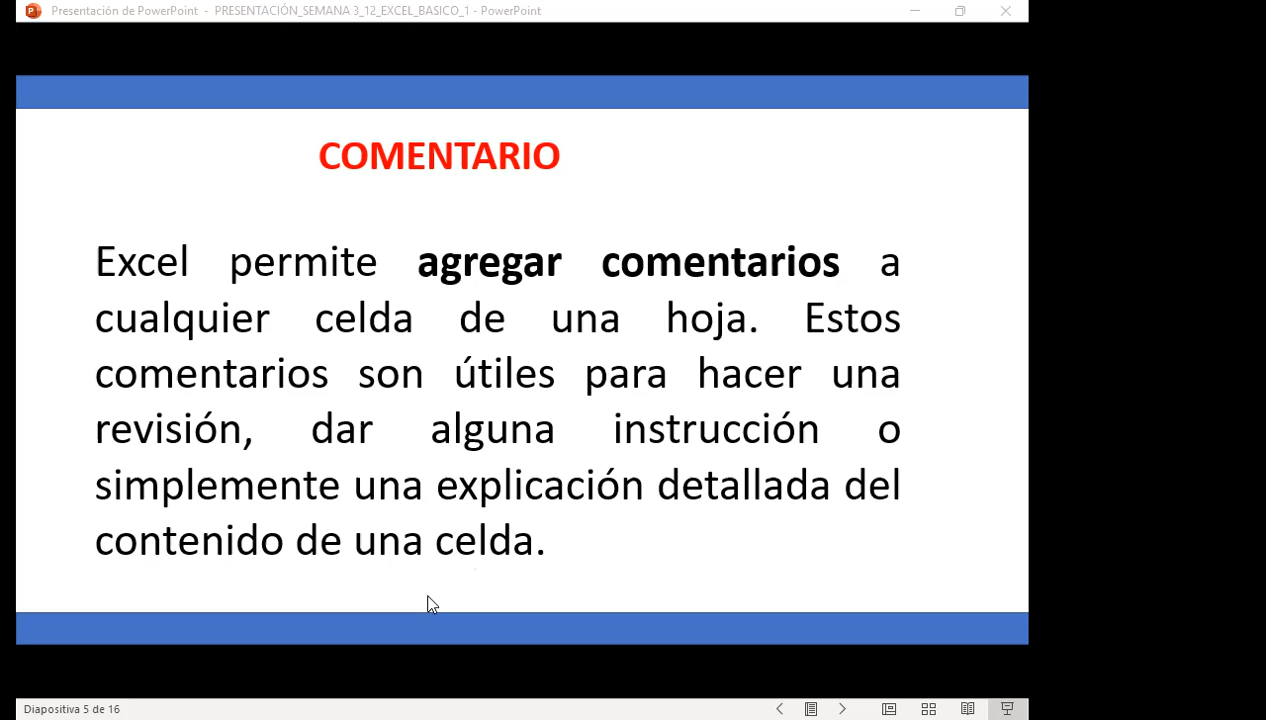 Presentación de PowerPoint - PRESENTACIÓN_SEMANA 3_12_EXCEL_BASICO_1 - PowerPoint
COMENTARIO
Excel permite agregar comentarios a
cualquier celda de una hoja. Estos
comentarios son útiles para hacer una
revisión, dar alguna instrucción o
simplemente una explicación detallada del
contenido de una celda.
Diapositiva 5 de 16